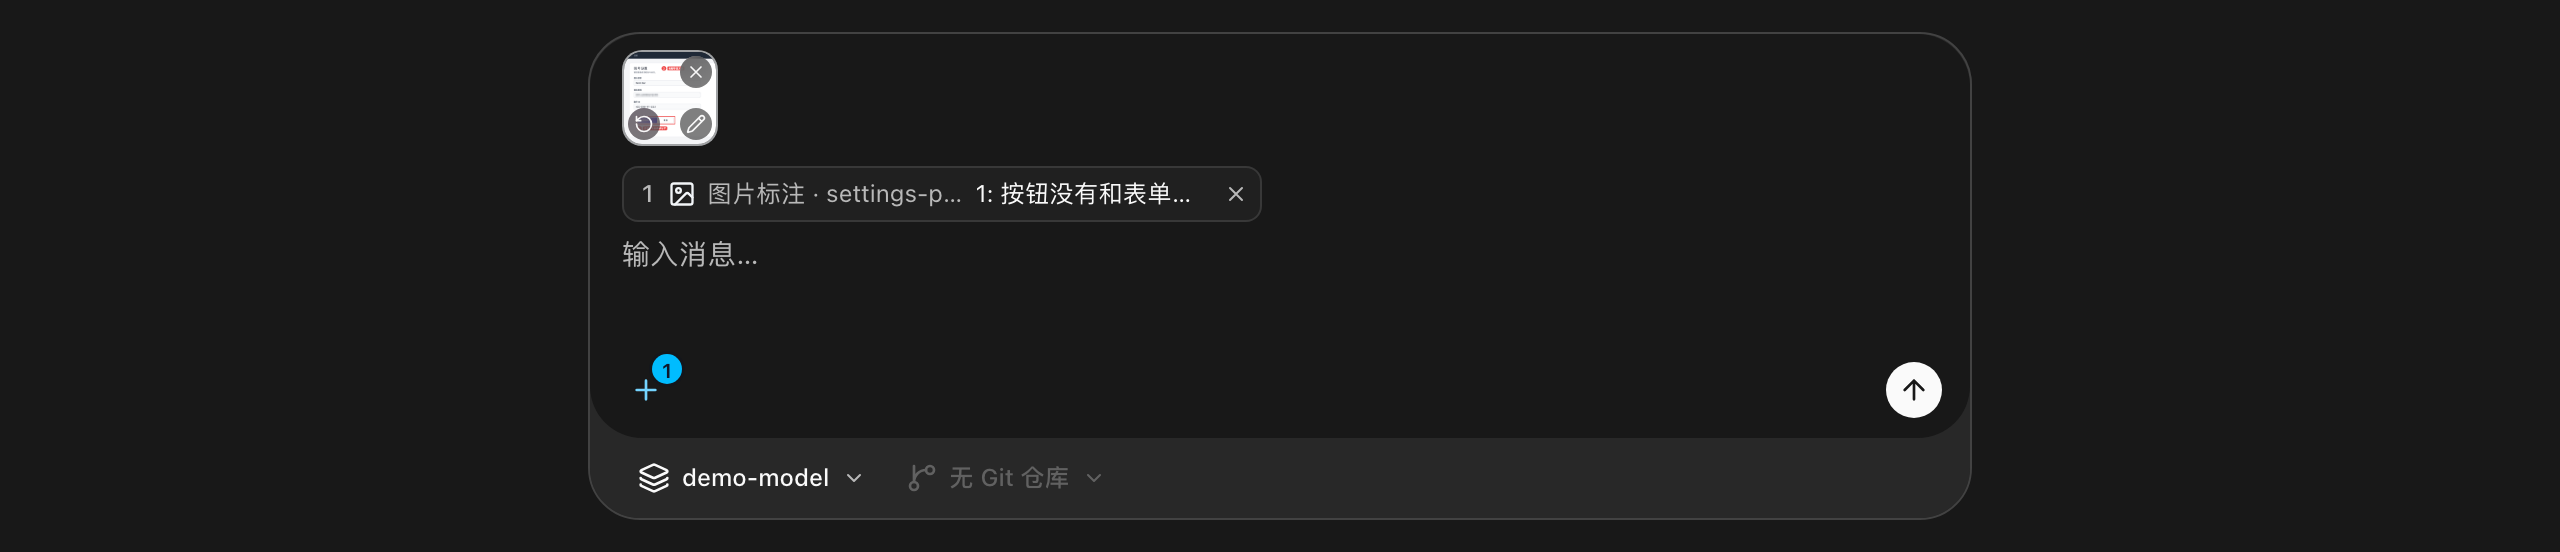 1 图片标注 · settings-p... 1: 按钮没有和表单...
输入消息...
1
demo-model 无 Git 仓库